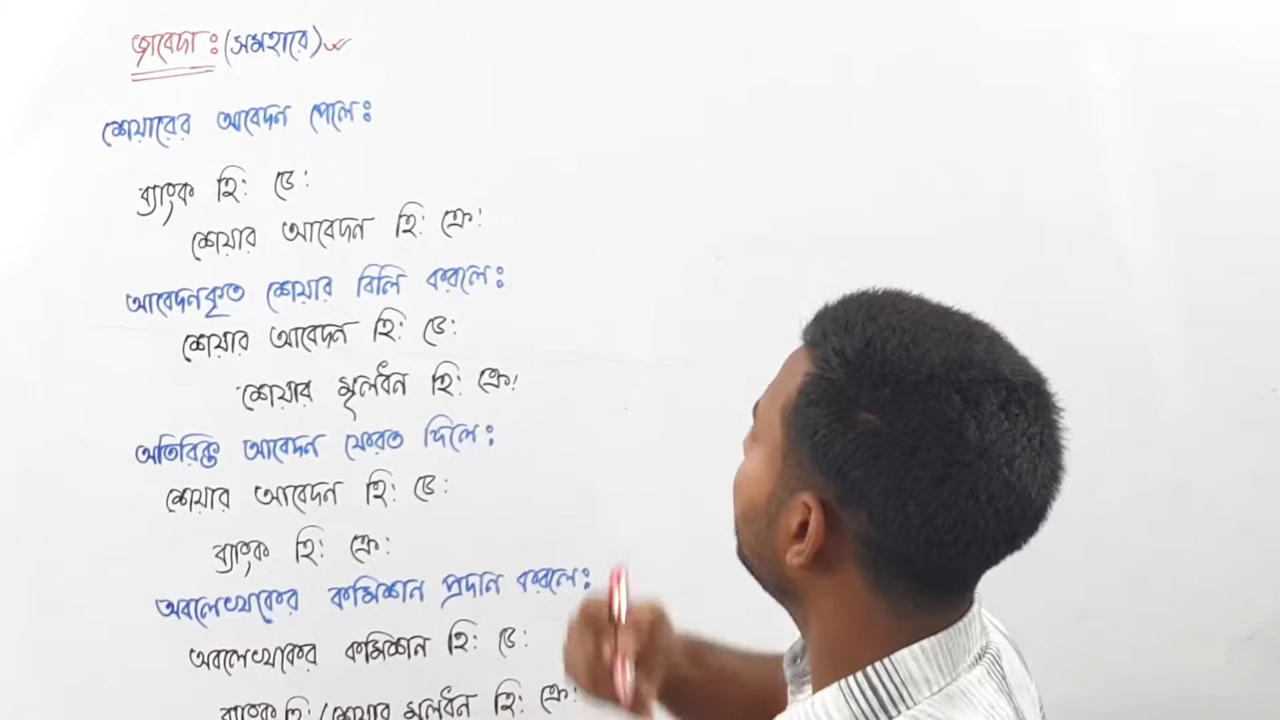 জাবেদা ঃ (সমহারে)
শেয়ারের আবেদন পেলে ঃ
ব্যাংক হি: ডে:
শেয়ার আবেদন হি: ক্রে:
আবেদনকৃত শেয়ার বিলি করলে ঃ
শেয়ার আবেদন হি: ডে:
শেয়ার মূলধন হি: ক্রে:
অতিরিক্ত আবেদন ফেরত দিলে ঃ
শেয়ার আবেদন হি: ডে:
ব্যাংক হি: ক্রে:
অবলেখকের কমিশন প্রদান করলে ঃ
অবলেখকের কমিশন হি: ডে:
ব্যাংক হি:/শেয়ার মূলধন হি: ক্রে: